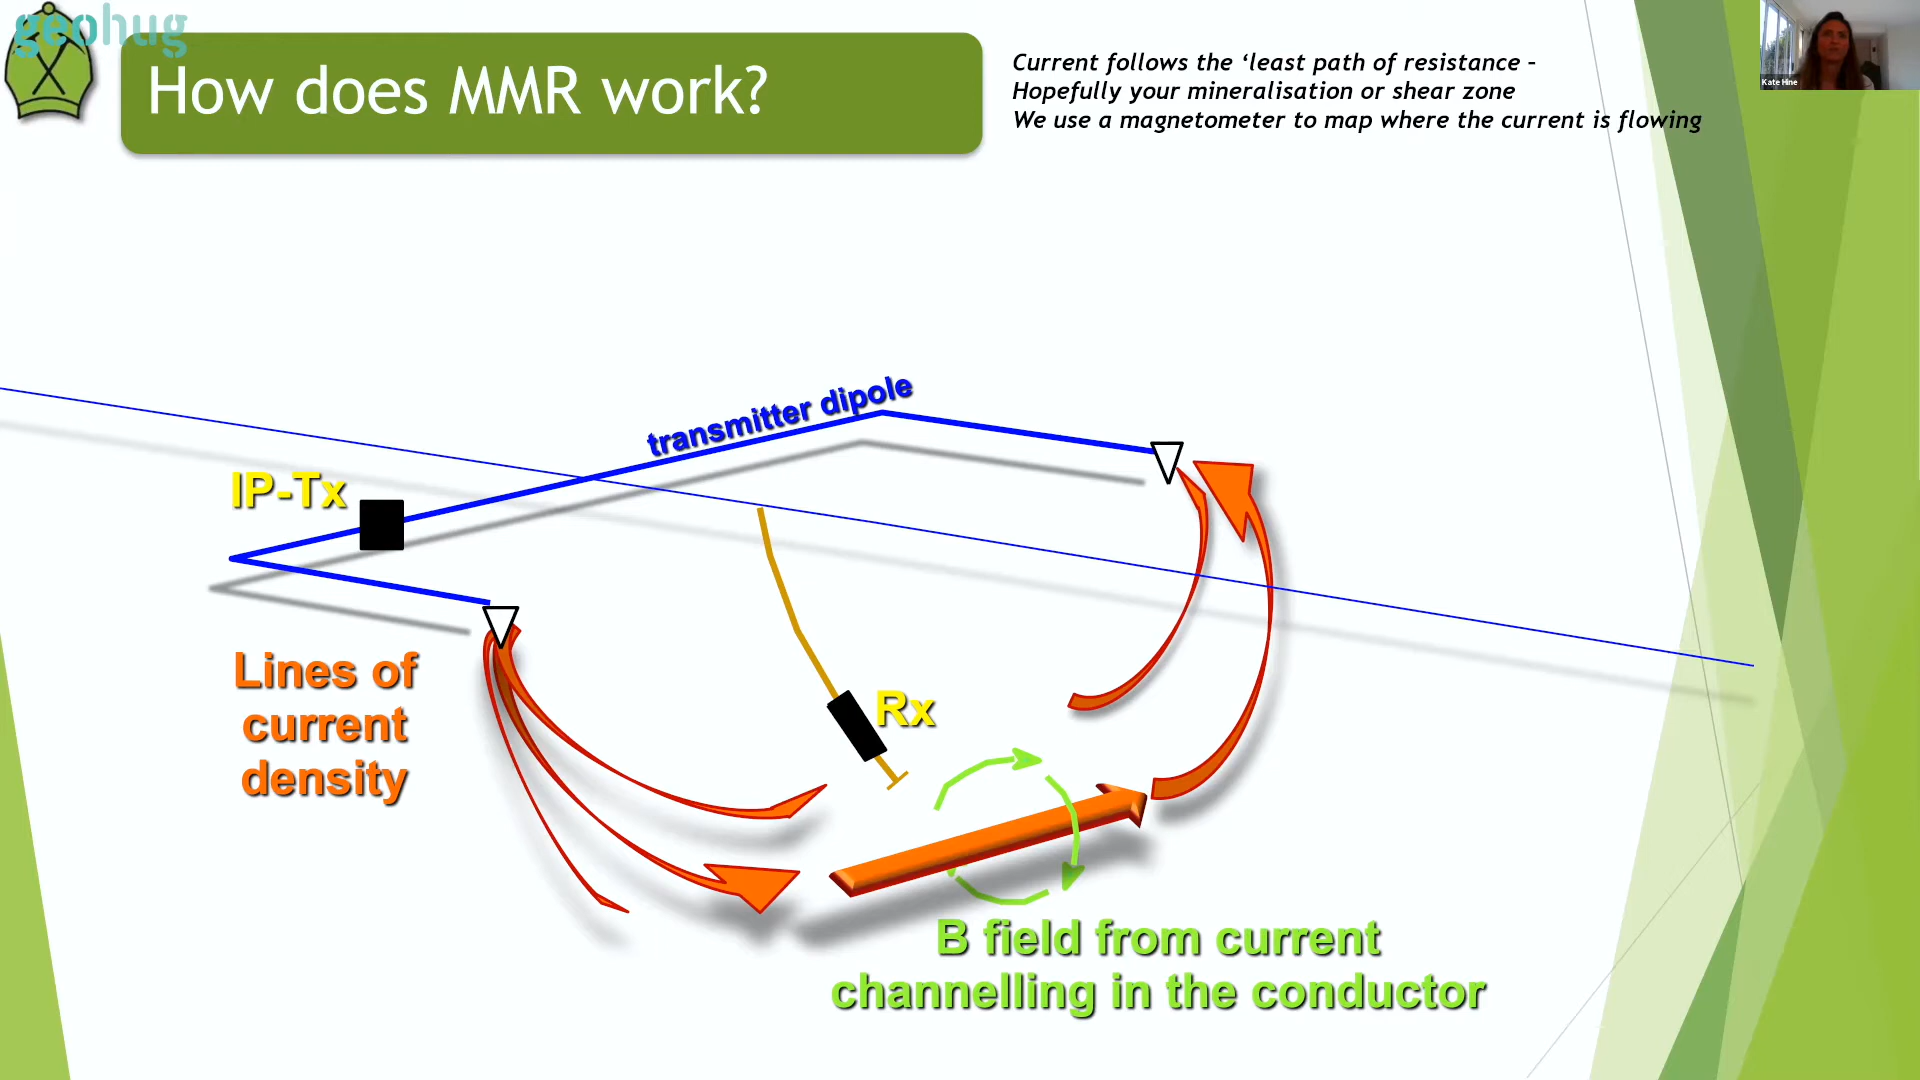 geohug
How does MMR work?
Current follows the ‘least path of resistance –
Hopefully your mineralisation or shear zone
We use a magnetometer to map where the current is flowing
Kate Hine
transmitter dipole
IP-Tx
Lines of
current
density
Rx
B field from current
channelling in the conductor